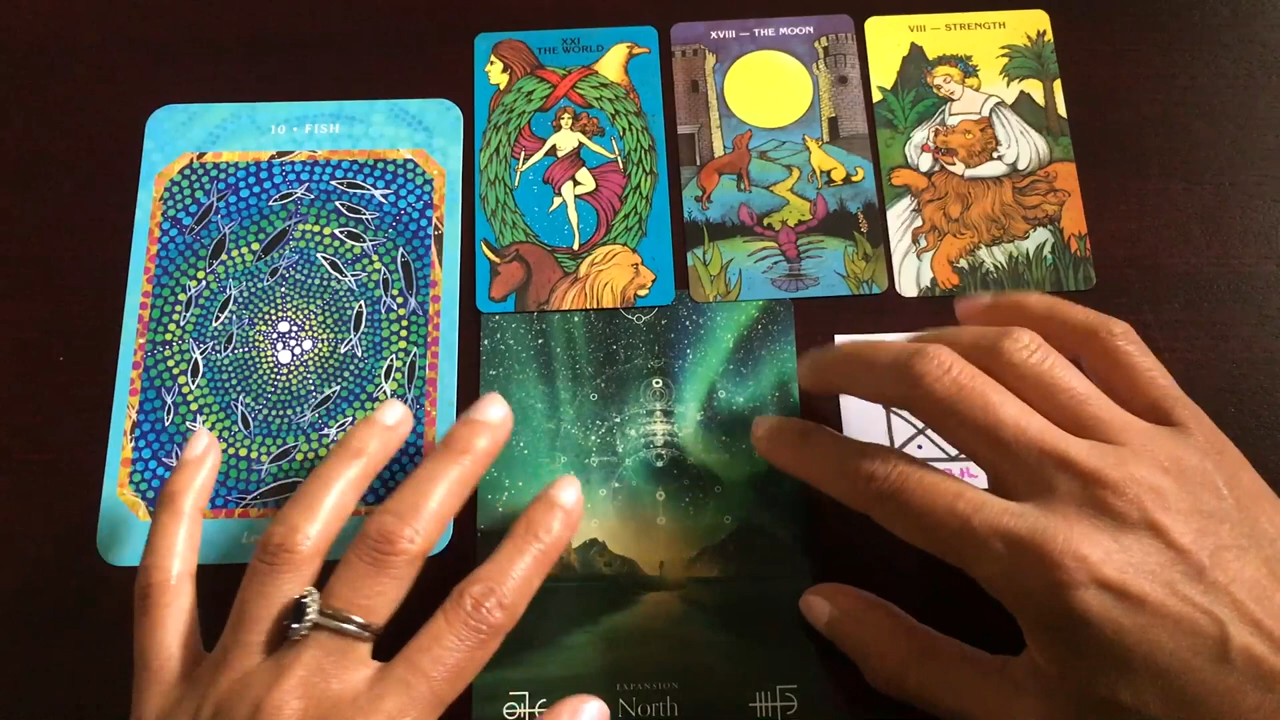 10 • FISH
XXI
THE WORLD
XVIII — THE MOON
VIII — STRENGTH
EXPANSION
North